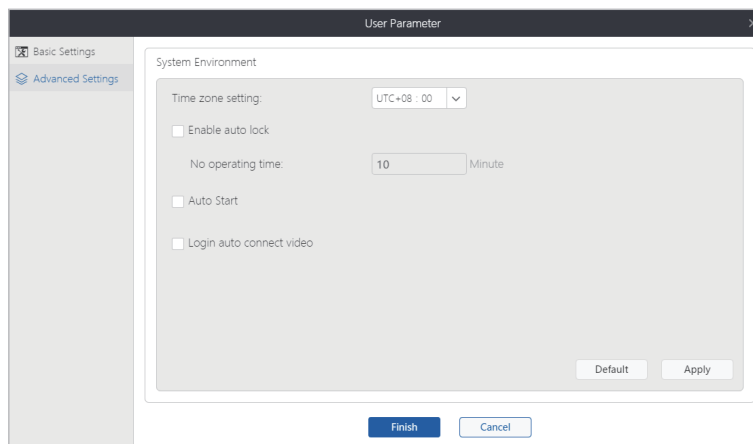 User Parameter
Basic Settings
Advanced Settings
System Environment
Time zone setting: UTC+08 : 00
Enable auto lock
No operating time: 10 Minute
Auto Start
Login auto connect video
Default Apply
Finish Cancel